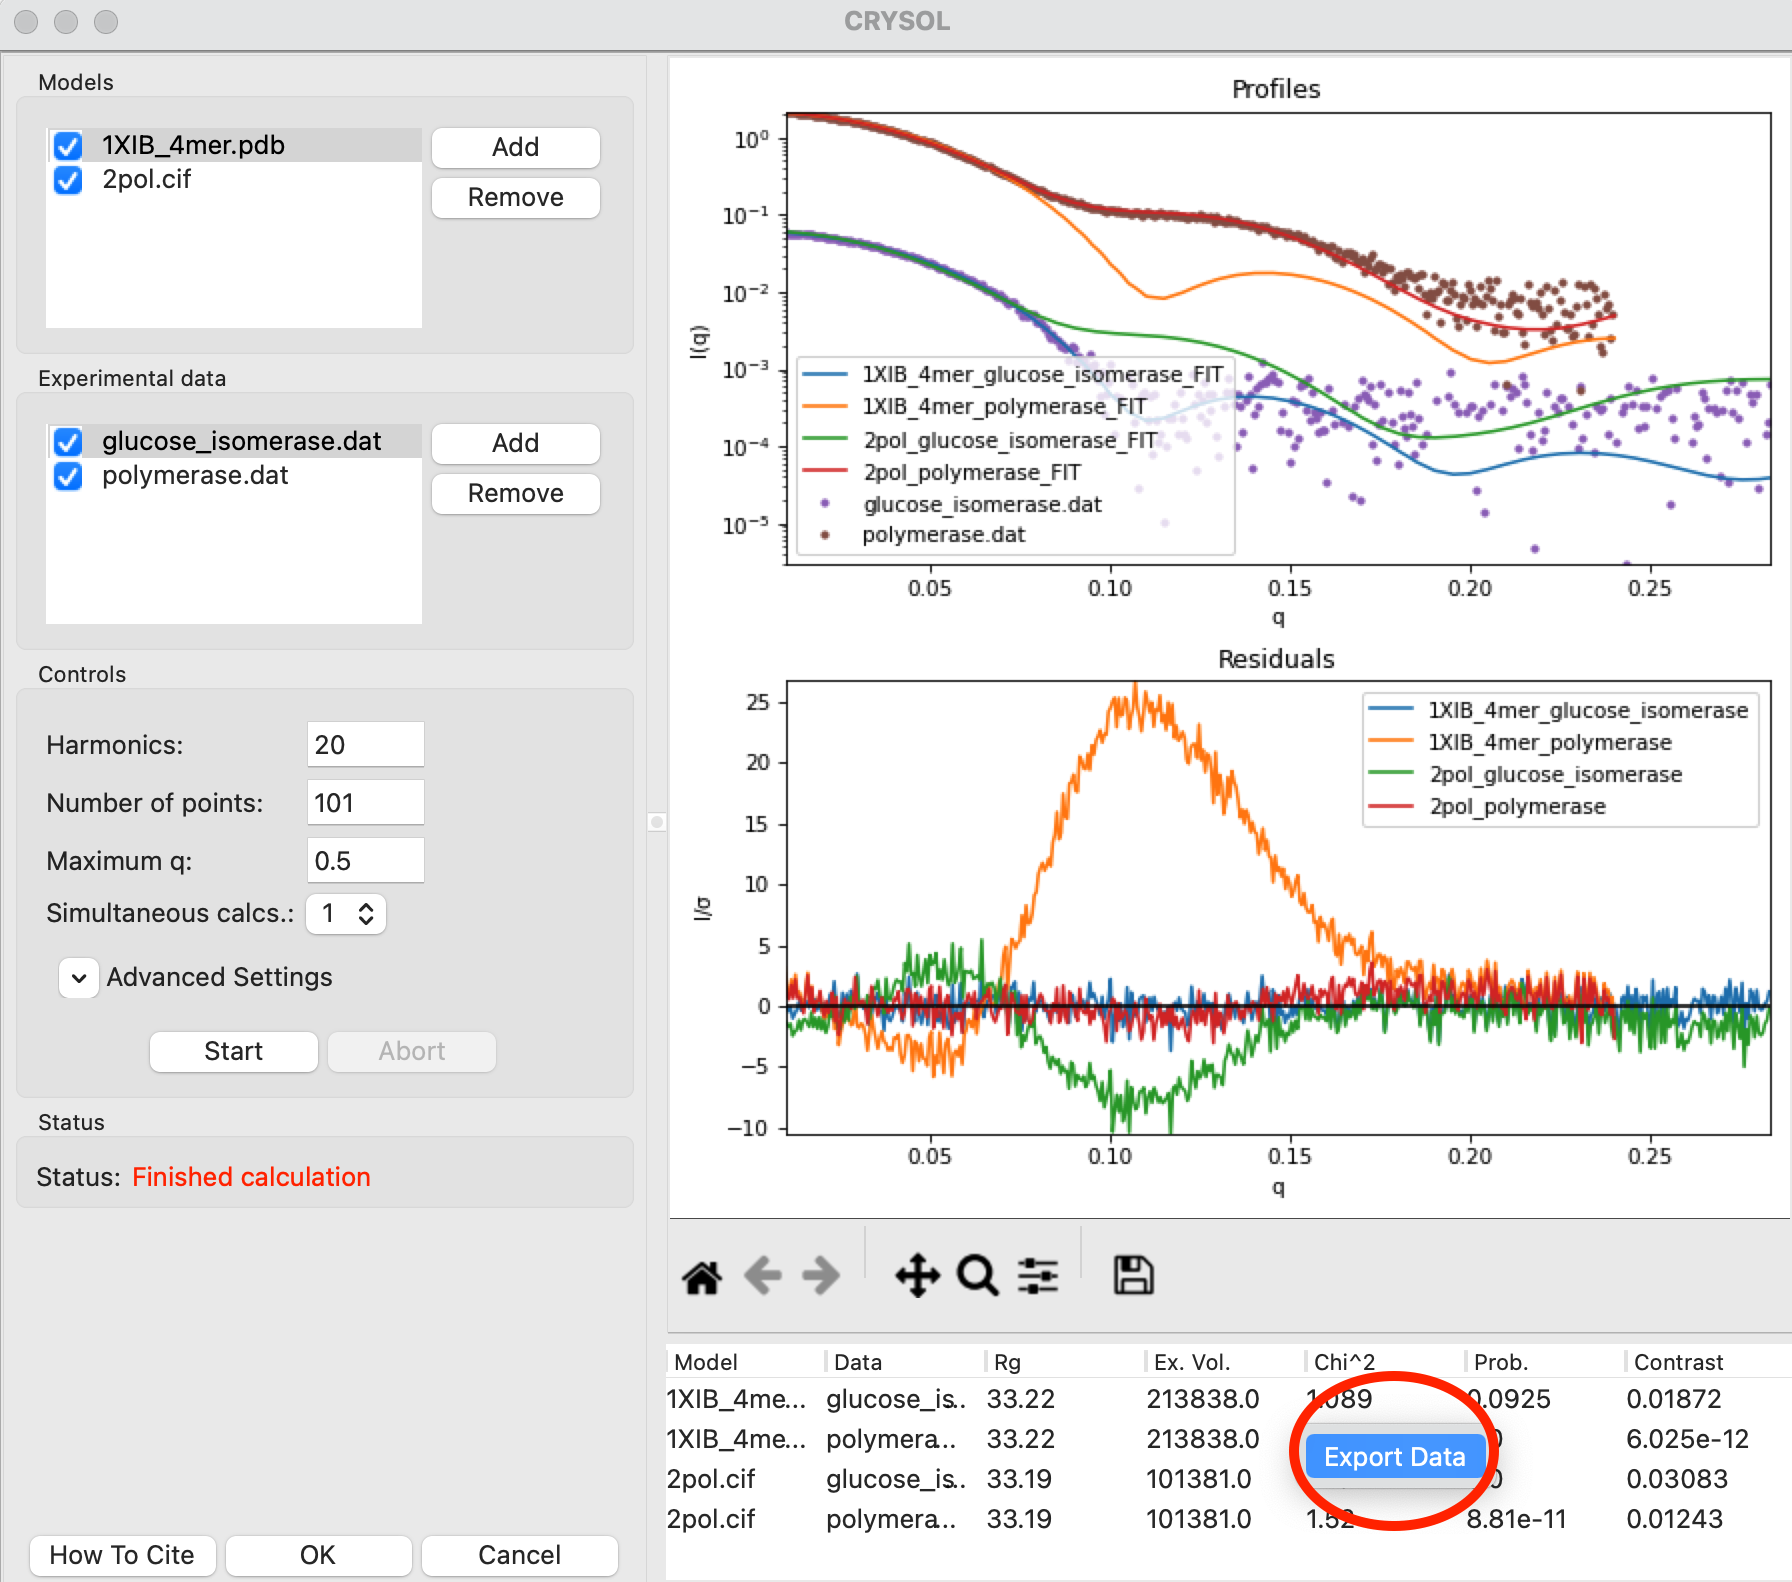 CRYSOL
Models
1XIB_4mer.pdb
2pol.cif
Add
Remove
Experimental data
glucose_isomerase.dat
polymerase.dat
Add
Remove
Controls
Harmonics: 20
Number of points: 101
Maximum q: 0.5
Simultaneous calcs.: 1
Advanced Settings
Start Abort
Status
Status: Finished calculation
How To Cite OK Cancel
Profiles
I(q)
10⁰
10⁻¹
10⁻²
10⁻³
10⁻⁴
10⁻⁵
1XIB_4mer_glucose_isomerase_FIT
1XIB_4mer_polymerase_FIT
2pol_glucose_isomerase_FIT
2pol_polymerase_FIT
glucose_isomerase.dat
polymerase.dat
0.05 0.10 0.15 0.20 0.25
q
Residuals
I/σ
25
20
15
10
5
0
−5
−10
1XIB_4mer_glucose_isomerase
1XIB_4mer_polymerase
2pol_glucose_isomerase
2pol_polymerase
0.05 0.10 0.15 0.20 0.25
q
Model Data Rg Ex. Vol. Chi^2 Prob. Contrast
1XIB_4me... glucose_is... 33.22 213838.0 1.089 0.0925 0.01872
1XIB_4me... polymera... 33.22 213838.0 6.025e-12
Export Data
2pol.cif glucose_is... 33.19 101381.0 0.03083
2pol.cif polymera... 33.19 101381.0 1.52 8.81e-11 0.01243